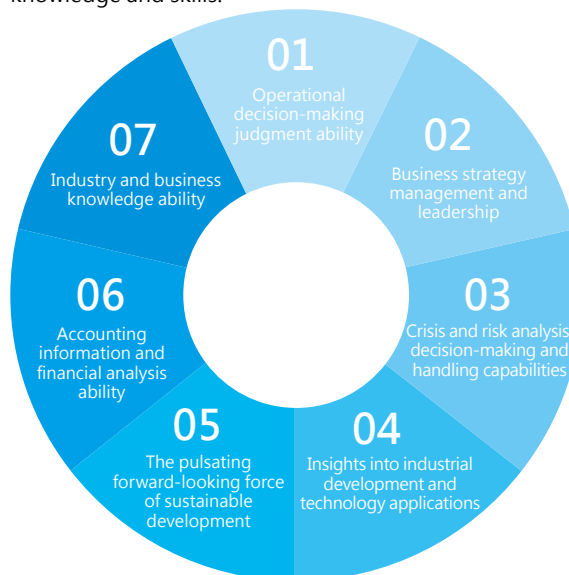 knowledge and skills.
01
Operational
decision-making
judgment ability
02
Business strategy
management and
leadership
03
Crisis and risk analysis
decision-making and
handling capabilities
04
Insights into industrial
development and
technology applications
05
The pulsating
forward-looking force
of sustainable
development
06
Accounting
information and
financial analysis
ability
07
Industry and business
knowledge ability